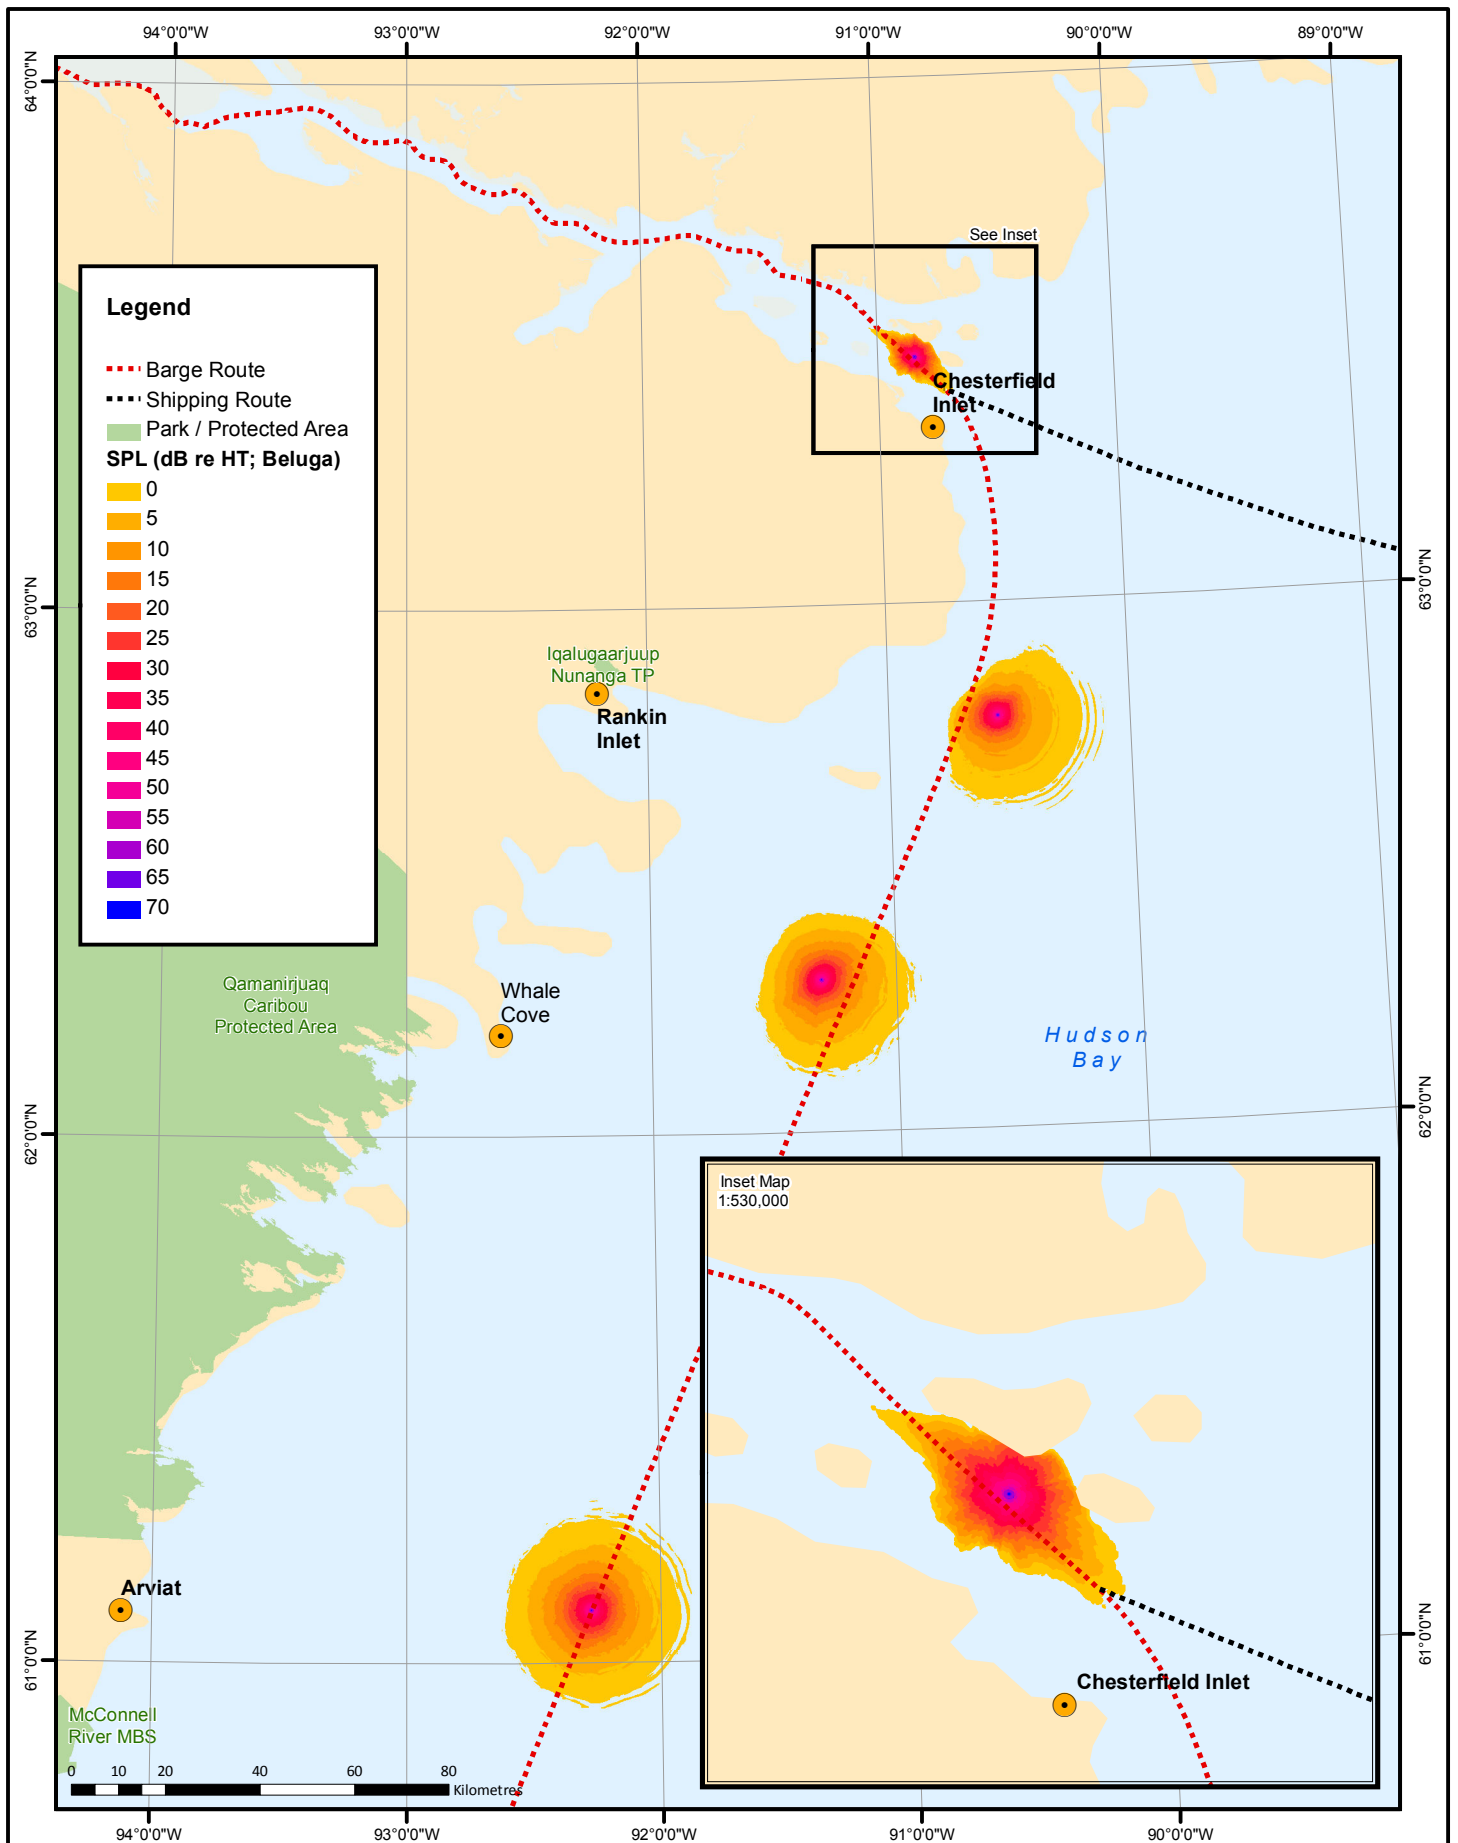 94°0'0"W
93°0'0"W
92°0'0"W
91°0'0"W
90°0'0"W
89°0'0"W
64°0'0"N
See Inset
Legend
Barge Route
Shipping Route
Park / Protected Area
SPL (dB re HT; Beluga)
0
5
10
15
20
25
30
35
40
45
50
55
60
65
70
Chesterfield
Inlet
63°0'0"N
63°0'0"N
Iqalugaarjuup
Nunanga TP
Rankin
Inlet
Qamanirjuaq
Caribou
Protected Area
Whale
Cove
Hudson
Bay
62°0'0"N
62°0'0"N
Inset Map
1:530,000
Chesterfield Inlet
Arviat
61°0'0"N
61°0'0"N
McConnell
River MBS
0 10 20 40 60 80
Kilometres
94°0'0"W
93°0'0"W
92°0'0"W
91°0'0"W
90°0'0"W